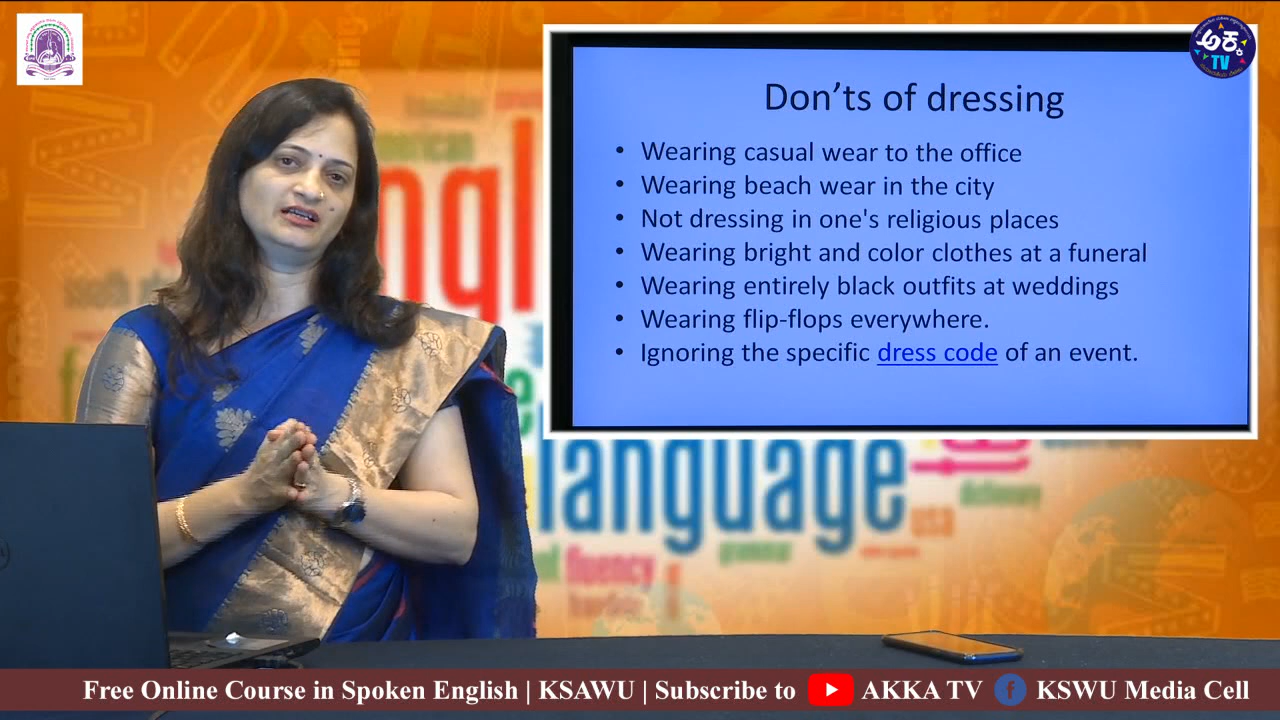 ಅಕ್ಕ
TV
Don'ts of dressing
• Wearing casual wear to the office
• Wearing beach wear in the city
• Not dressing in one's religious places
• Wearing bright and color clothes at a funeral
• Wearing entirely black outfits at weddings
• Wearing flip-flops everywhere.
• Ignoring the specific dress code of an event.
language
usa
fluency
Free Online Course in Spoken English | KSAWU | Subscribe to AKKA TV KSWU Media Cell